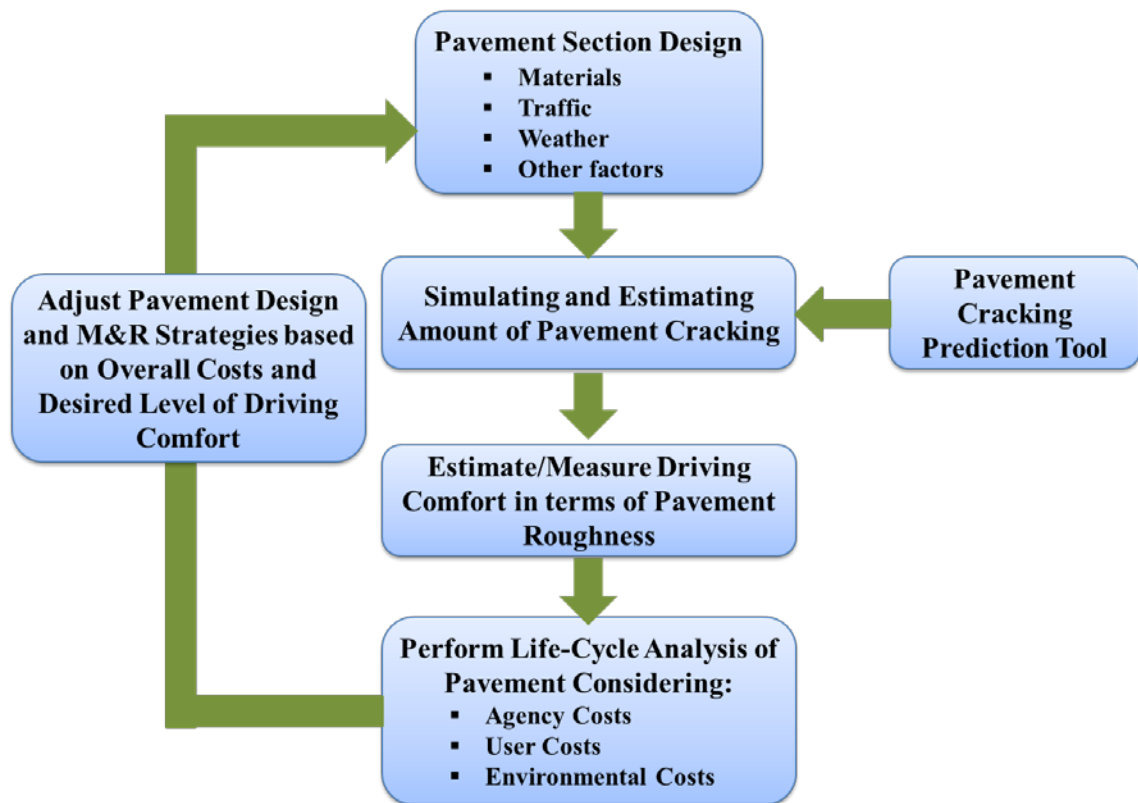 Pavement Section Design
▪ Materials
▪ Traffic
▪ Weather
▪ Other factors
Simulating and Estimating
Amount of Pavement Cracking
Pavement
Cracking
Prediction Tool
Adjust Pavement Design
and M&R Strategies based
on Overall Costs and
Desired Level of Driving
Comfort
Estimate/Measure Driving
Comfort in terms of Pavement
Roughness
Perform Life-Cycle Analysis of
Pavement Considering:
▪ Agency Costs
▪ User Costs
▪ Environmental Costs